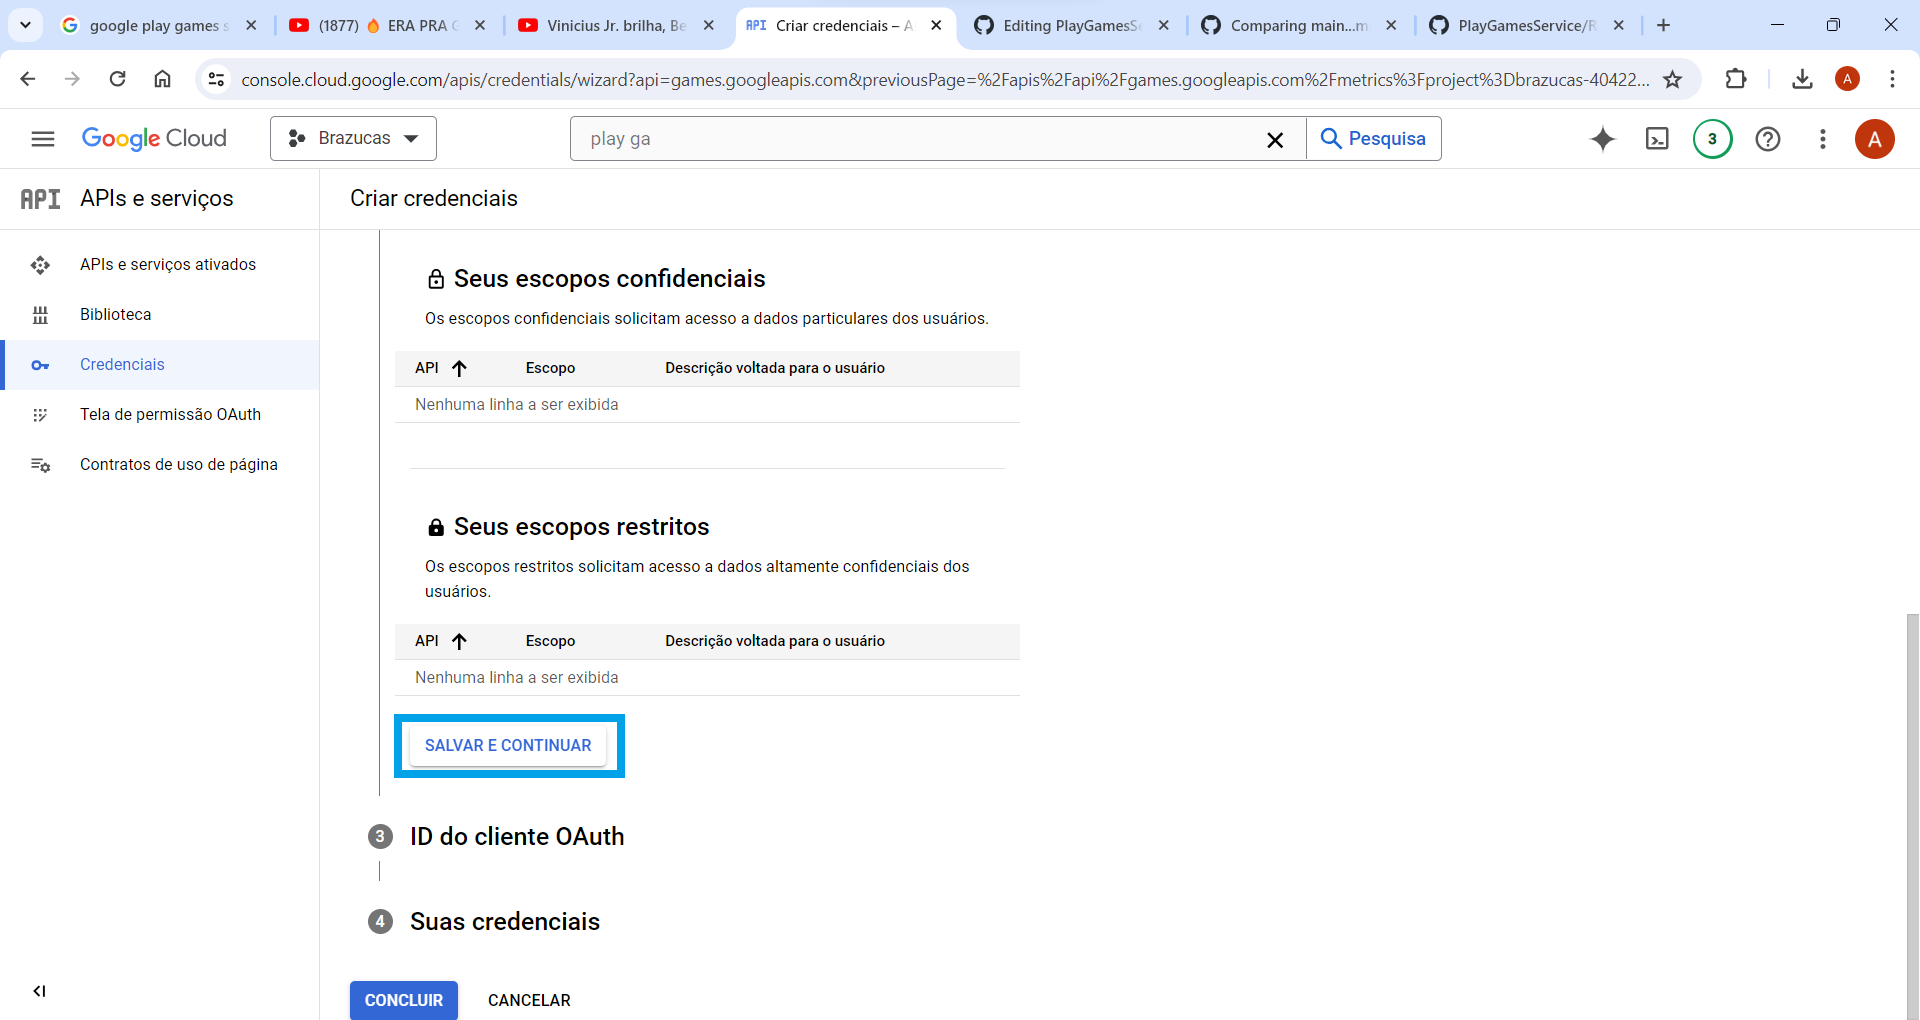 google play games s
(1877) 🔥 ERA PRA G
Vinicius Jr. brilha, Be
API Criar credenciais – A
Editing PlayGamesSe
Comparing main...m
PlayGamesService/R
console.cloud.google.com/apis/credentials/wizard?api=games.googleapis.com&previousPage=%2Fapis%2Fapi%2Fgames.googleapis.com%2Fmetrics%3Fproject%3Dbrazucas-40422...
A
Google Cloud
Brazucas
play ga
Pesquisa
3
A
API APIs e serviços
Criar credenciais
APIs e serviços ativados
Biblioteca
Credenciais
Tela de permissão OAuth
Contratos de uso de página
Seus escopos confidenciais
Os escopos confidenciais solicitam acesso a dados particulares dos usuários.
API Escopo Descrição voltada para o usuário
Nenhuma linha a ser exibida
Seus escopos restritos
Os escopos restritos solicitam acesso a dados altamente confidenciais dos
usuários.
API Escopo Descrição voltada para o usuário
Nenhuma linha a ser exibida
SALVAR E CONTINUAR
3 ID do cliente OAuth
4 Suas credenciais
CONCLUIR CANCELAR